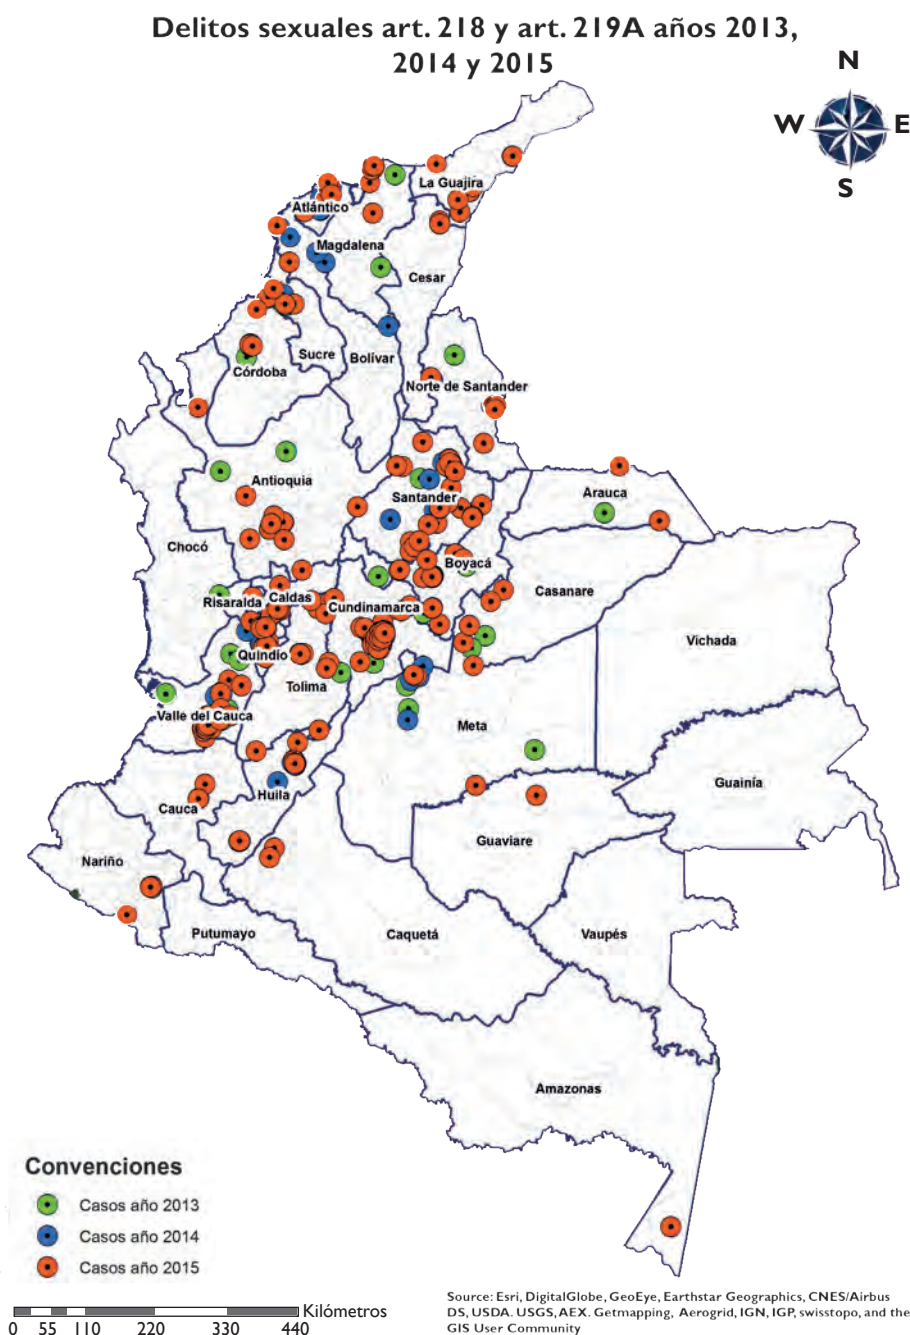 Delitos sexuales art. 218 y art. 219A años 2013,
2014 y 2015
N
W E
S
La Guajira
Atlántico
Magdalena
Cesar
Sucre
Bolívar
Córdoba
Norte de Santander
Antioquia
Santander
Arauca
Chocó
Boyacá
Casanare
Risaralda
Caldas
Cundinamarca
Vichada
Quindío
Tolima
Valle del Cauca
Meta
Guainía
Huila
Cauca
Guaviare
Nariño
Putumayo
Caquetá
Vaupés
Amazonas
Convenciones
Casos año 2013
Casos año 2014
Casos año 2015
Kilómetros
0 55 110 220 330 440
Source: Esri, DigitalGlobe, GeoEye, Earthstar Geographics, CNES/Airbus
DS, USDA. USGS, AEX. Getmapping, Aerogrid, IGN, IGP, swisstopo, and the
GIS User Community